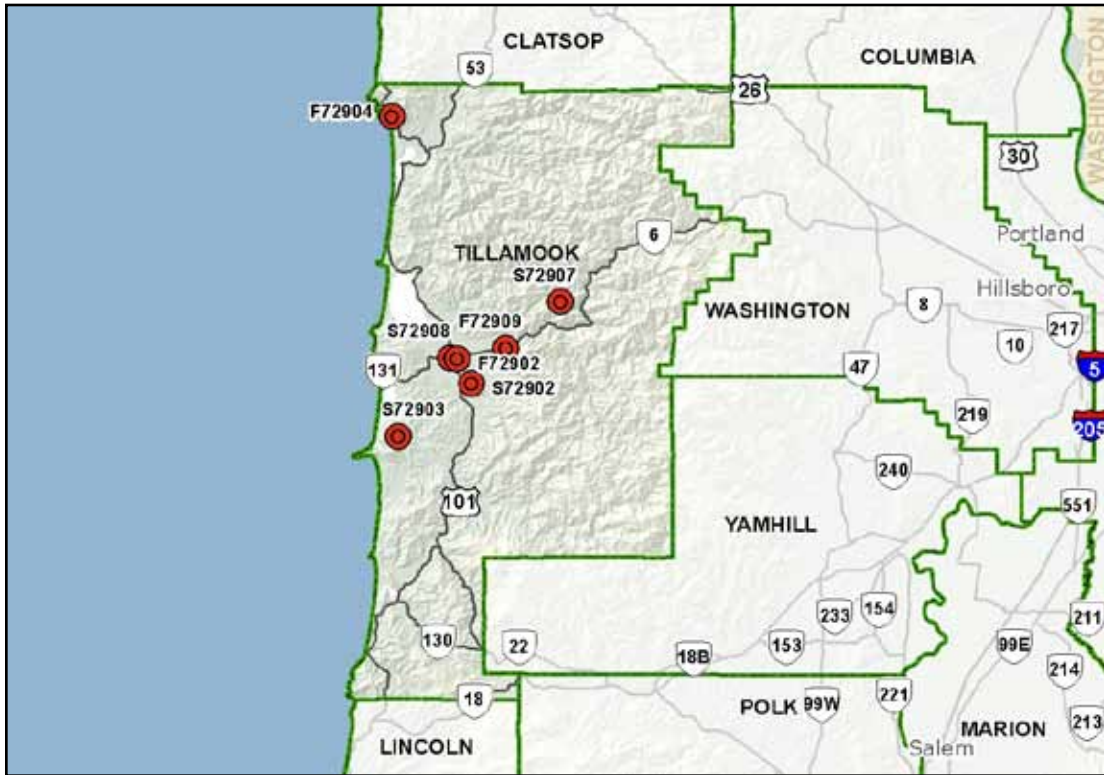 CLATSOP
WASHINGTON
COLUMBIA
53
26
F72904
30
Portland
TILLAMOOK
6
S72907
Hillsboro
WASHINGTON
8
217
10
S72908
F72909
5
131
F72902
47
S72902
S72903
219
205
240
101
551
YAMHILL
233
154
211
130
22
18B
153
99E
214
18
221
99W
POLK
213
MARION
LINCOLN
Salem